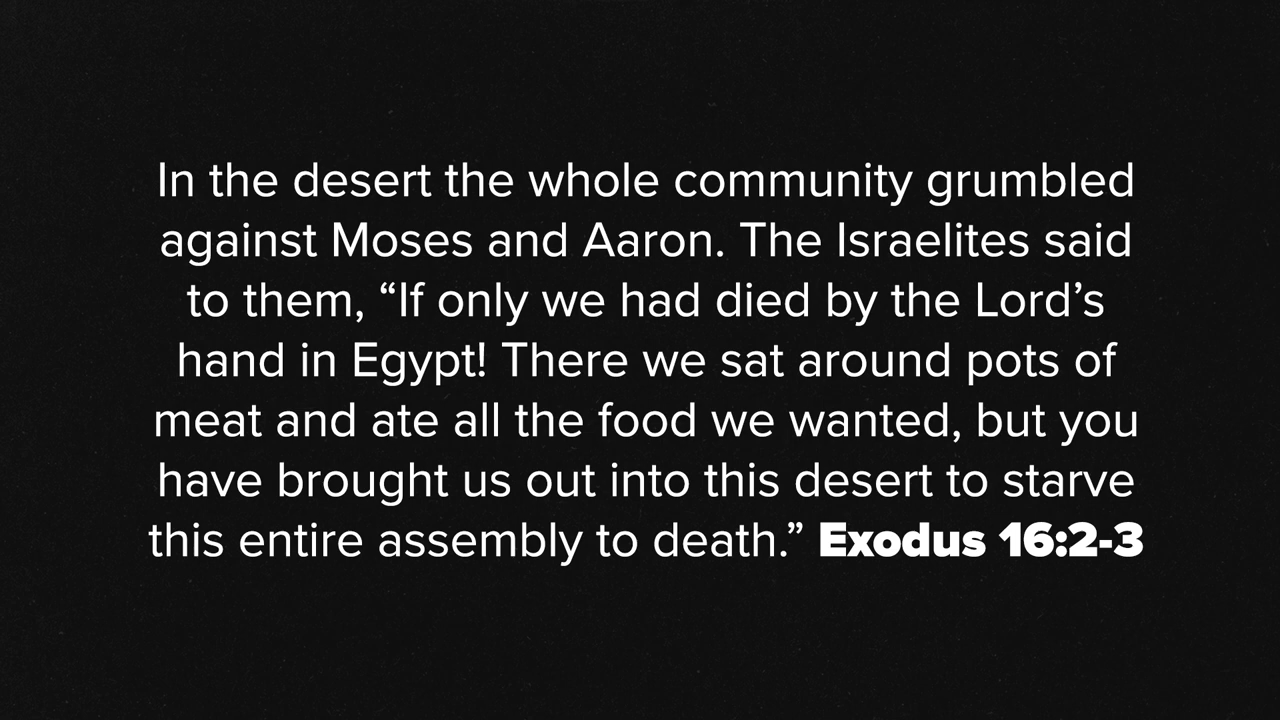 In the desert the whole community grumbled
against Moses and Aaron. The Israelites said
to them, “If only we had died by the Lord’s
hand in Egypt! There we sat around pots of
meat and ate all the food we wanted, but you
have brought us out into this desert to starve
this entire assembly to death.” Exodus 16:2-3